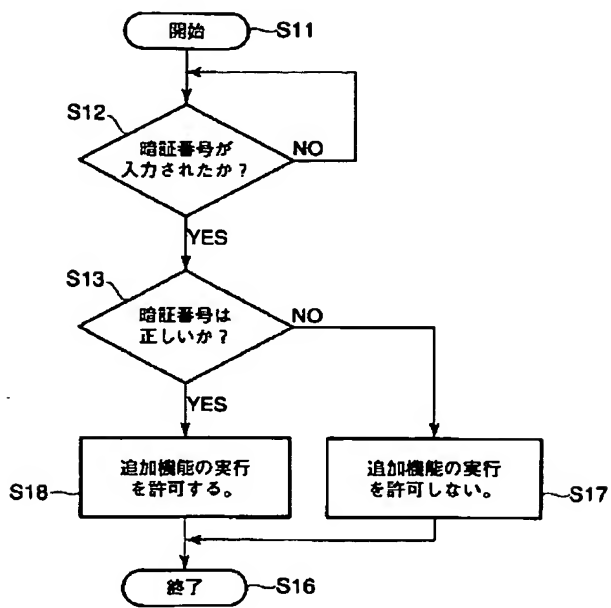 開始
S11
S12
暗証番号が
入力されたか?
NO
YES
S13
暗証番号は
正しいか?
NO
YES
S18
追加機能の実行
を許可する。
追加機能の実行
を許可しない。
S17
終了
S16